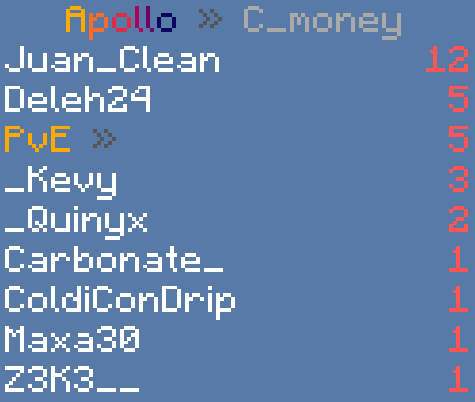 Apollo » C_money
Juan_Clean 12
Deleh29 5
PvE » 5
_Kevy 3
_Quinyx 2
Carbonate_ 1
ColdiConDrip 1
Maxa30 1
Z3K3__ 1